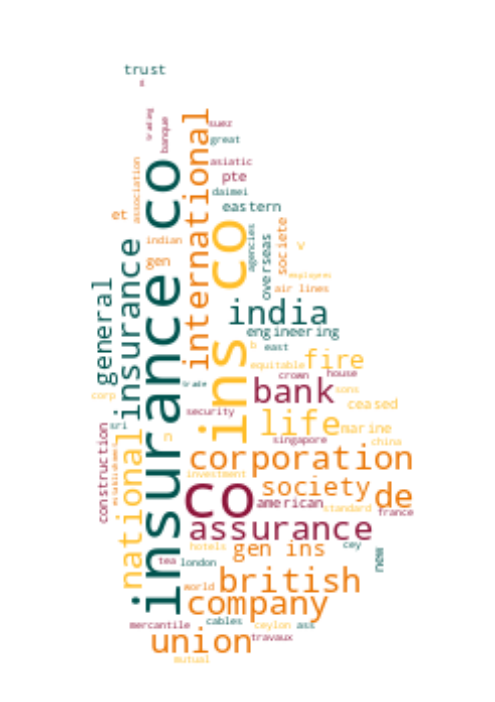 trust
trading
banque
suez
great
international
insurance co
association
asiatic
pte
daimei
eastern
et
societe
ins co
agencies
overseas
indian
v
insurance
gen
employers
general
air lines
india
engineering
b
east
fire
equitable
crown
house
trade
bank
sons
corp
ceased
security
life
sri
marine
construction
establishment
national
singapore
china
corporation
investment
society
de
co
american
standard
france
assurance
hotels
gen ins
cey
new
tea
london
world
british
company
mercantile
cables
ceylon
ass
union
travaux
mutual